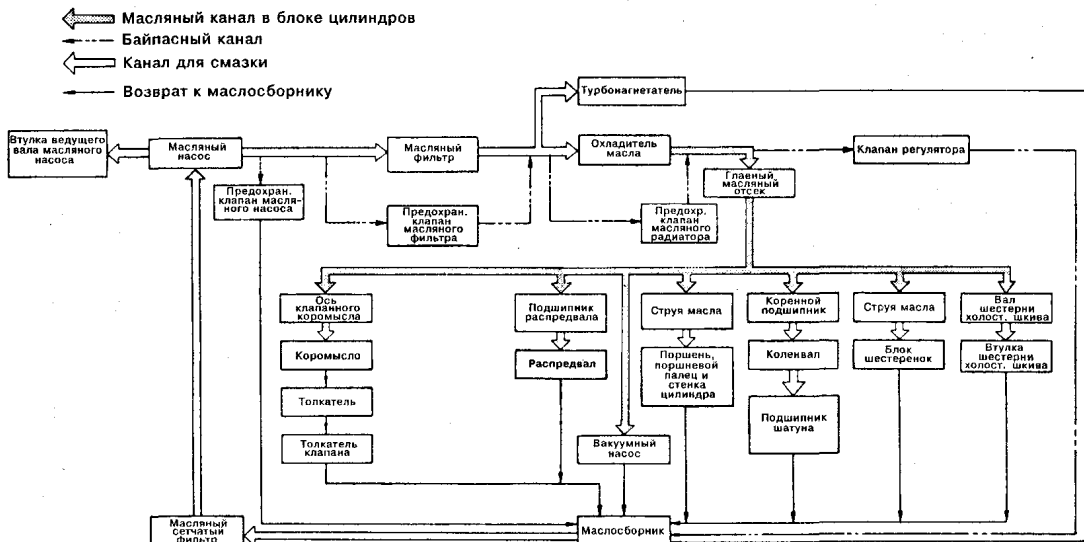 Масляный канал в блоке цилиндров
Байпасный канал
Канал для смазки
Возврат к маслосборнику
Турбонагнетатель
Втулка ведущего
вала масляного
насоса
Масляный
насос
Масляный
фильтр
Охладитель
масла
Клапан регулятора
Главный
масляный
отсек
Предохран.
клапан масля-
ного насоса
Предохран.
клапан
масляного
фильтра
Предохр.
клапан
масляного
радиатора
Ось
клапанного
коромысла
Подшипник
распредвала
Струя масла
Коренной
подшипник
Струя масла
Вал
шестерни
холост. шкива
Коромысло
Распредвал
Поршень,
поршневой
палец и
стенка
цилиндра
Коленвал
Блок
шестеренок
Втулка
шестерни
холост. шкива
Толкатель
Подшипник
шатуна
Толкатель
клапана
Вакуумный
насос
Масляный
сетчатый
фильтр
Маслосборник